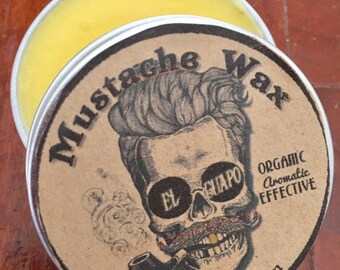 Mustache Wax
EL GUAPO
ORGANIC
Aromatic
EFFECTIVE